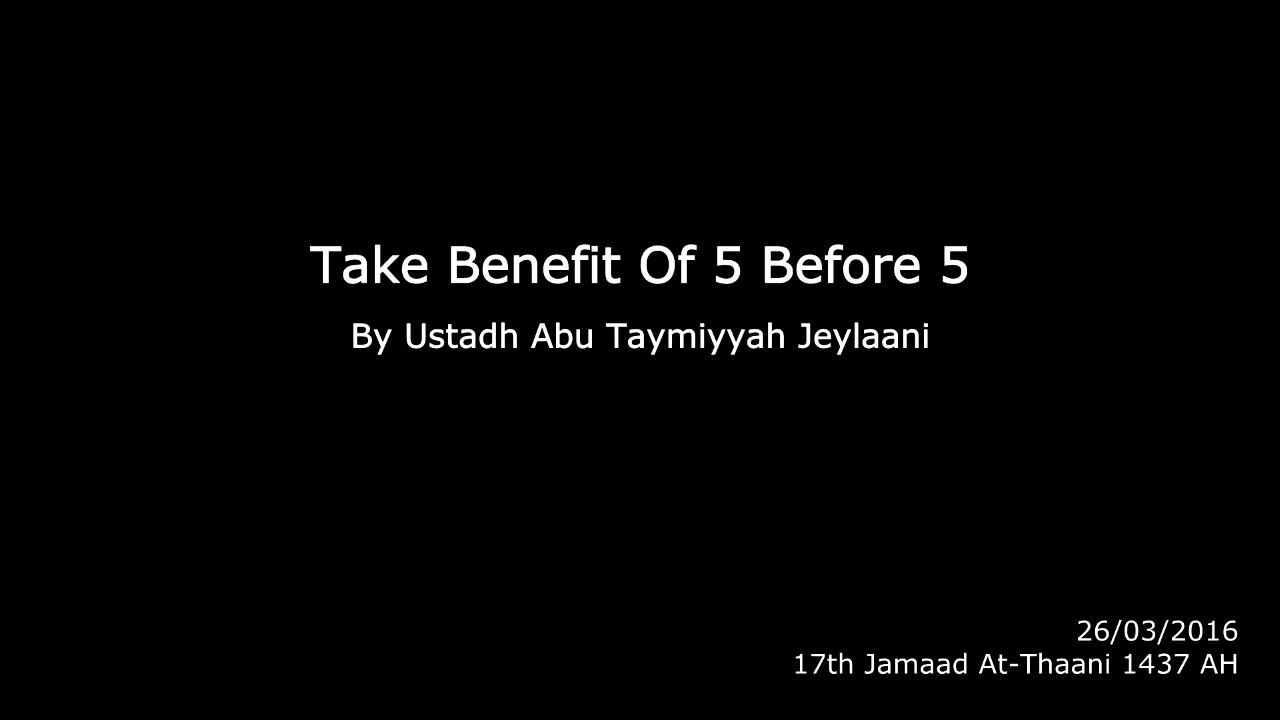 Take Benefit Of 5 Before 5
By Ustadh Abu Taymiyyah Jeylaani
26/03/2016
17th Jamaad At-Thaani 1437 AH